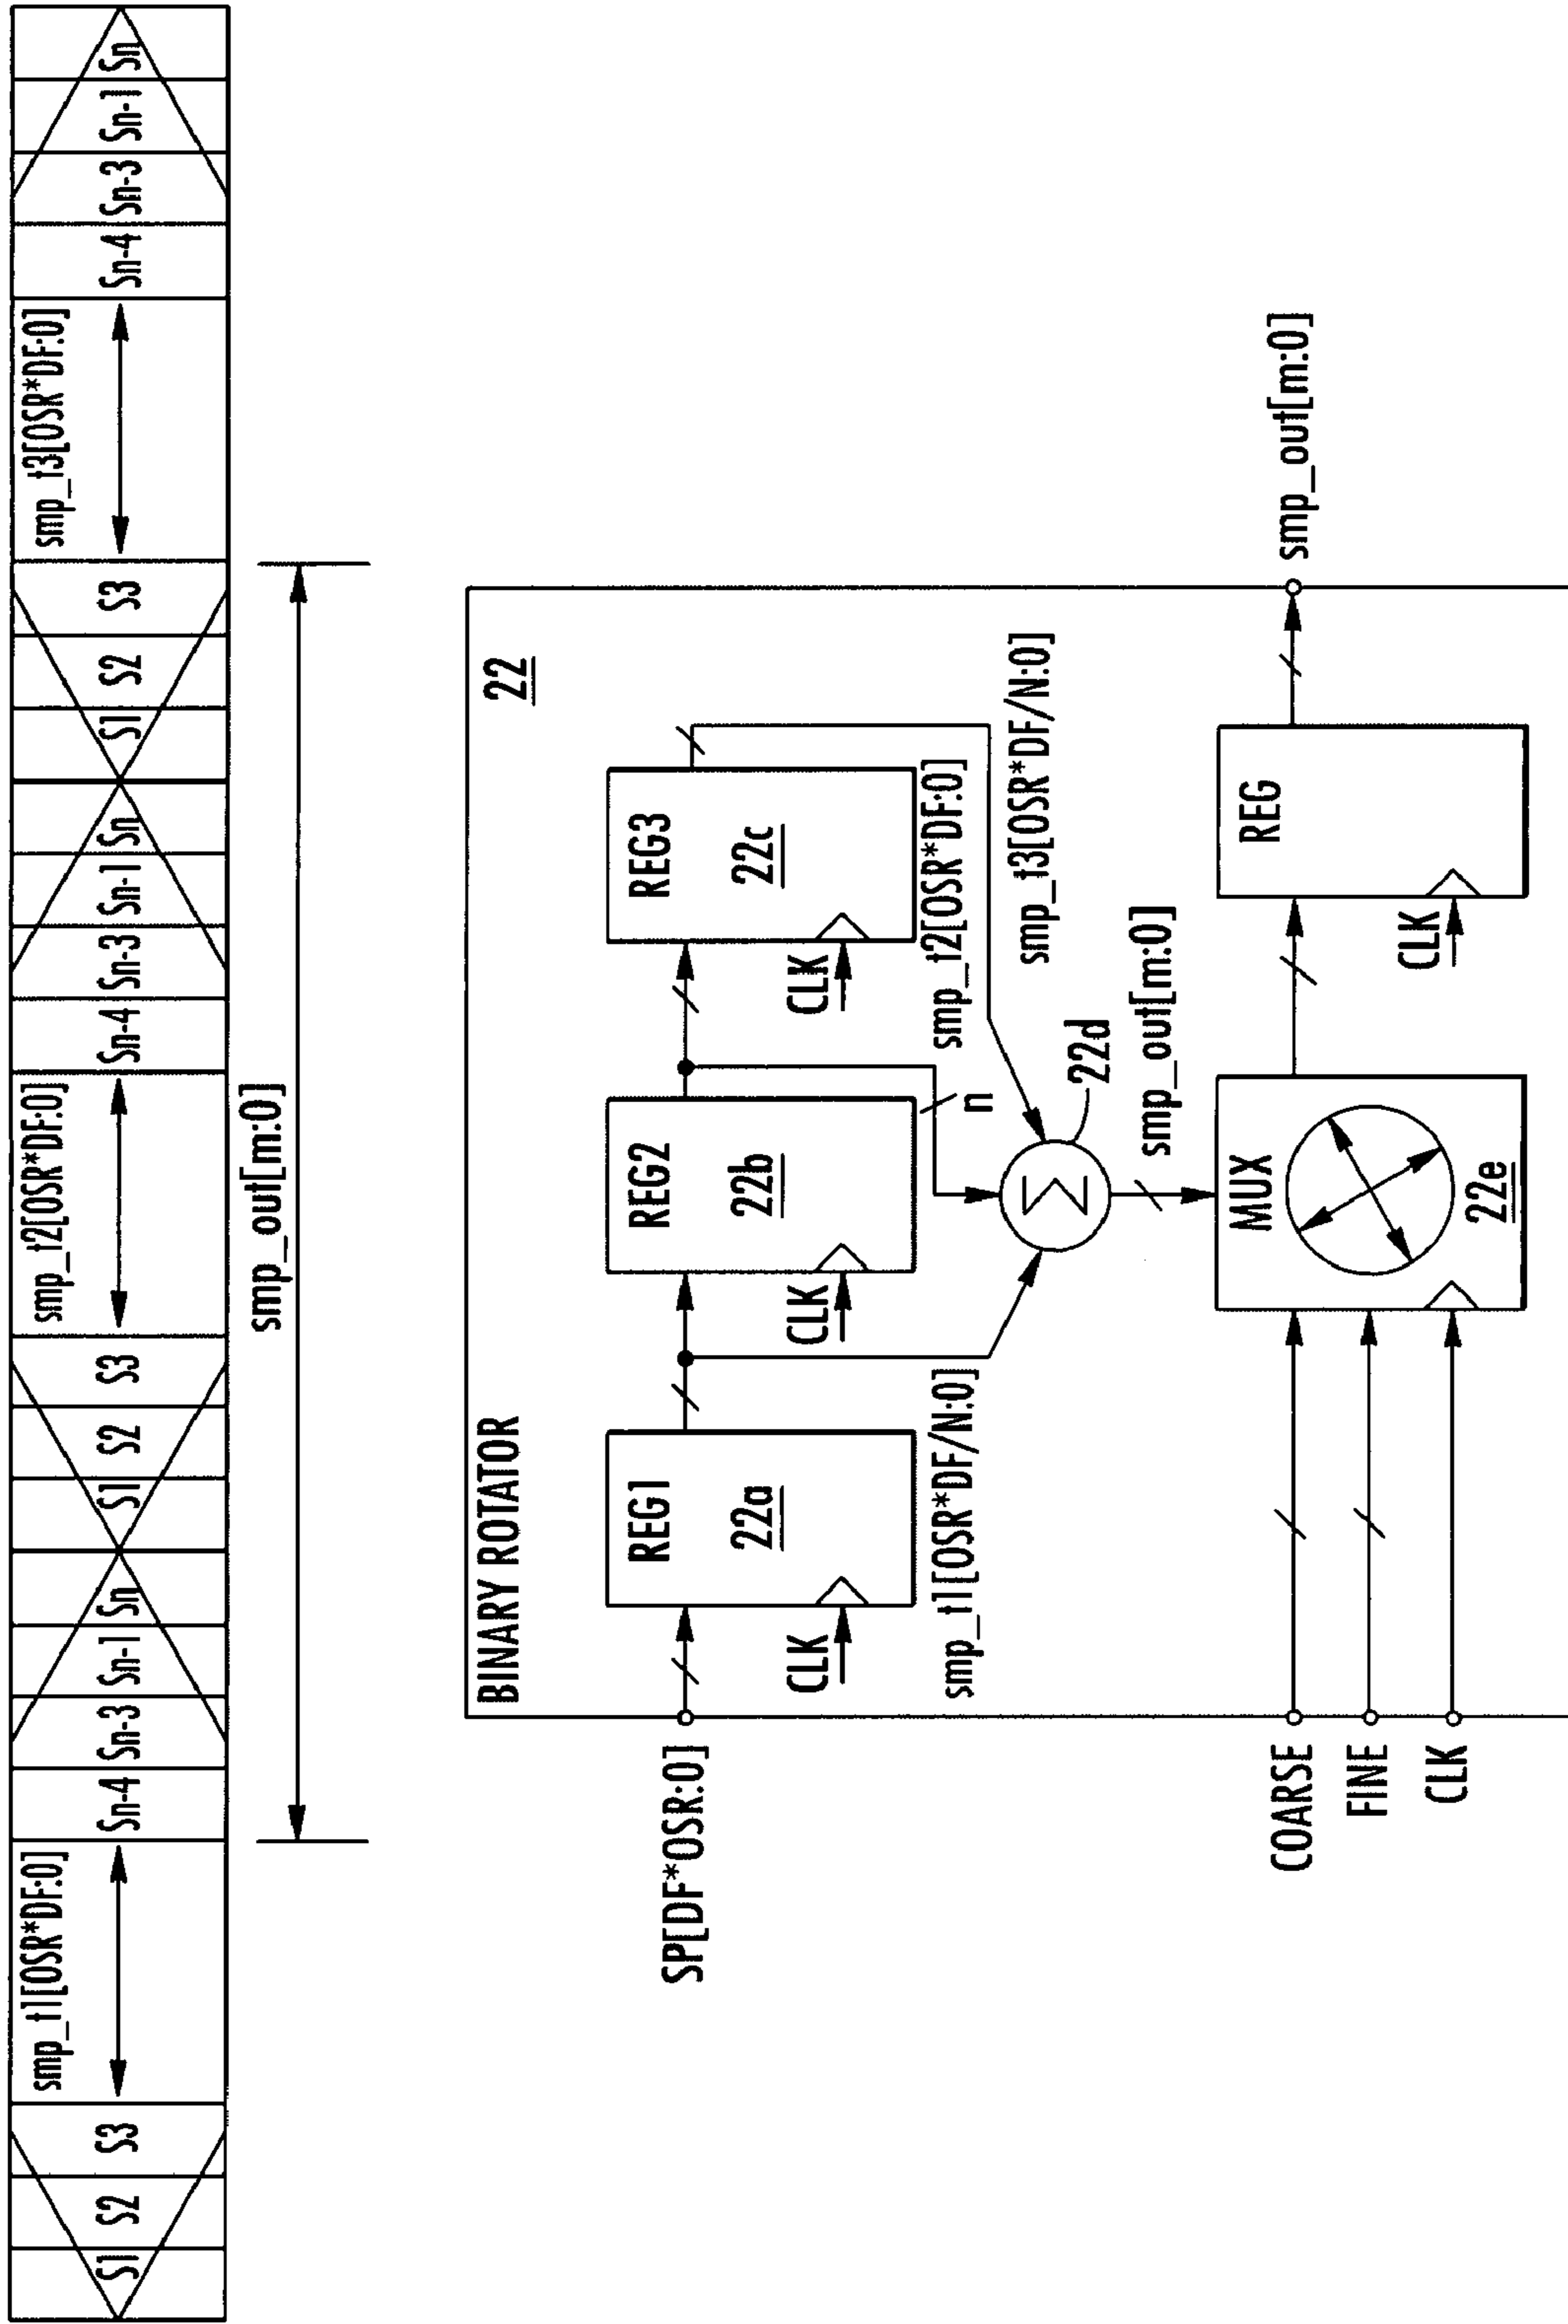 S1 S2 S3
smp_t1[OSR*DF:0]
Sn-4 Sn-3 Sn-1 Sn
S1 S2 S3
smp_t2[OSR*DF:0]
Sn-4 Sn-3 Sn-1 Sn
S1 S2 S3
smp_t3[OSR*DF:0]
Sn-4 Sn-3 Sn-1 Sn
smp_out[m:0]
BINARY ROTATOR
22
SP[DF*OSR:0]
REG1
22a
CLK
REG2
22b
CLK
REG3
22c
CLK
smp_t1[OSR*DF/N:0]
n
smp_t2[OSR*DF:0]
smp_t3[OSR*DF/N:0]
Σ
22d
smp_out[m:0]
COARSE
FINE
CLK
MUX
22e
REG
CLK
smp_out[m:0]